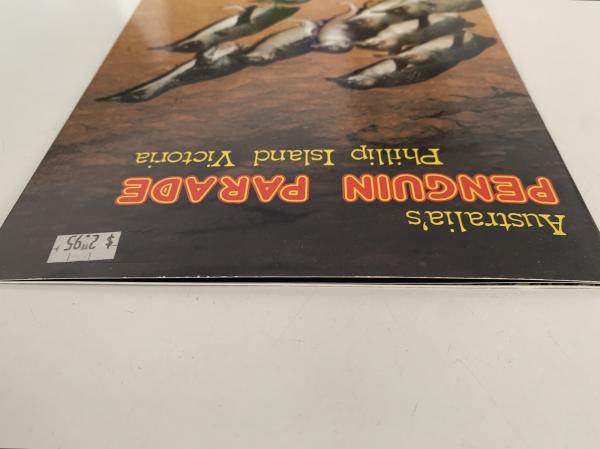 Australia's
PENGUIN PARADE
Phillip Island Victoria
$2.95